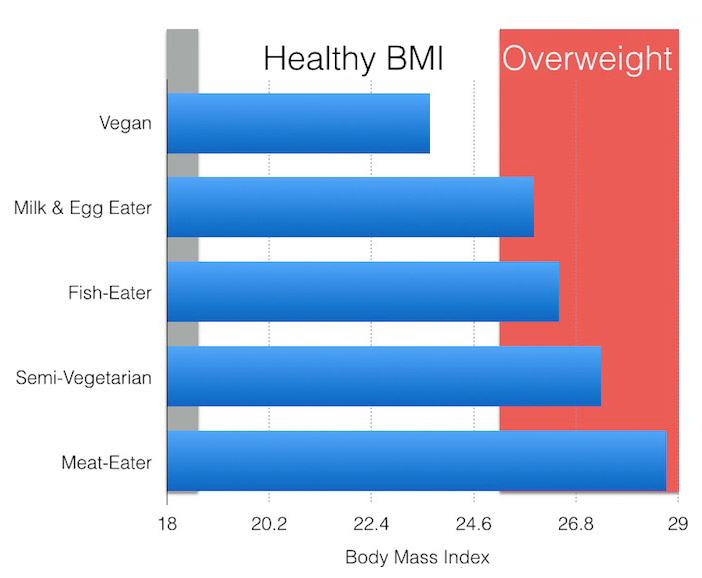 Healthy BMI
Overweight
Vegan
Milk & Egg Eater
Fish-Eater
Semi-Vegetarian
Meat-Eater
18 20.2 22.4 24.6 26.8 29
Body Mass Index